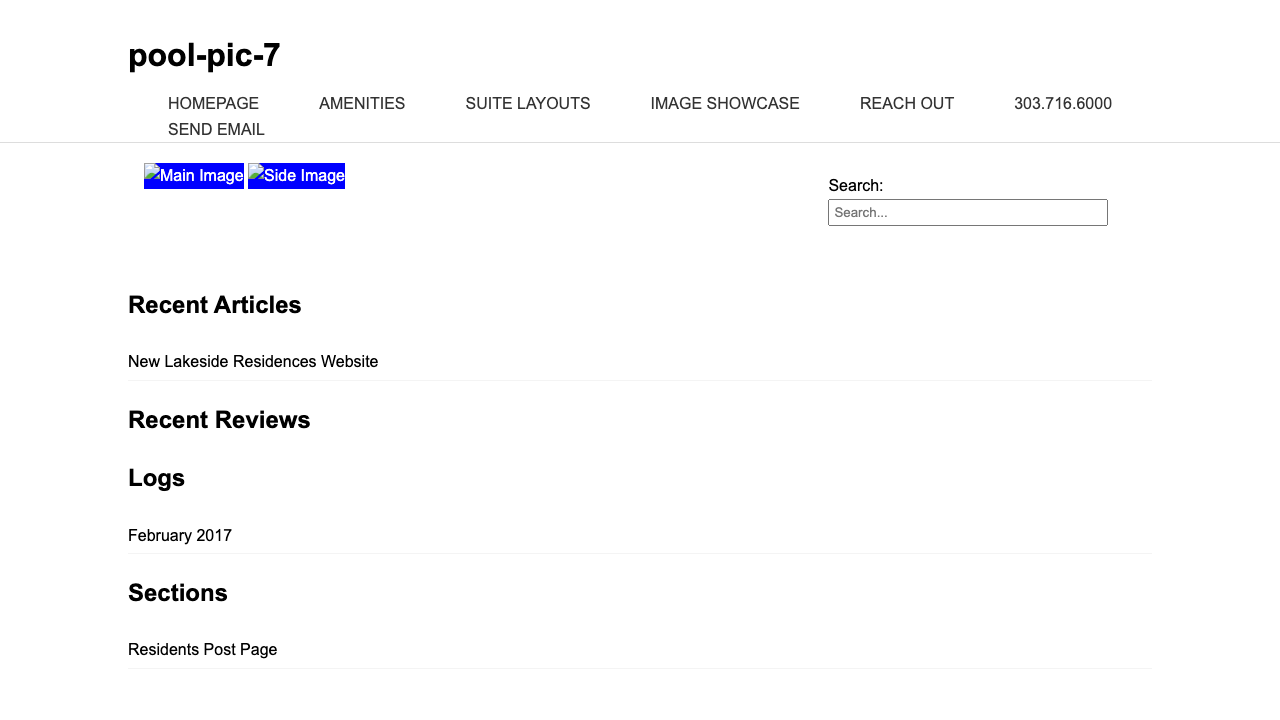 pool-pic-7
HOMEPAGE AMENITIES SUITE LAYOUTS IMAGE SHOWCASE REACH OUT 303.716.6000
SEND EMAIL
Main Image Side Image
Search:
Search...
Recent Articles
New Lakeside Residences Website
Recent Reviews
Logs
February 2017
Sections
Residents Post Page